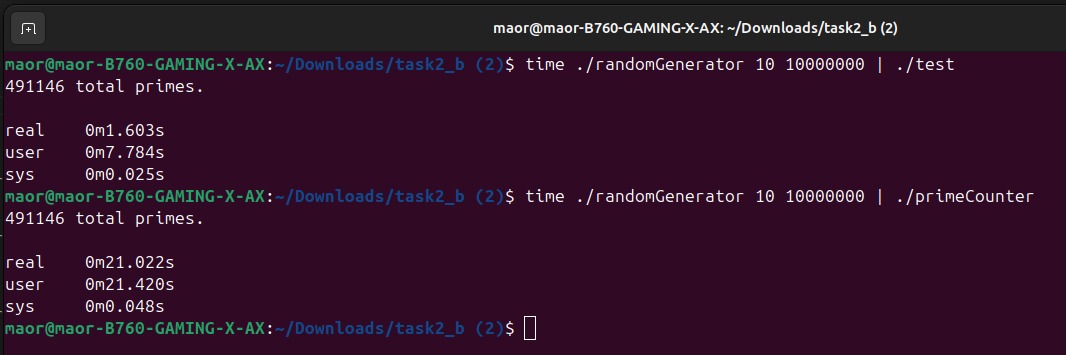 maor@maor-B760-GAMING-X-AX: ~/Downloads/task2_b (2)
maor@maor-B760-GAMING-X-AX:~/Downloads/task2_b (2)$ time ./randomGenerator 10 10000000 | ./test
491146 total primes.
real 0m1.603s
user 0m7.784s
sys 0m0.025s
maor@maor-B760-GAMING-X-AX:~/Downloads/task2_b (2)$ time ./randomGenerator 10 10000000 | ./primeCounter
491146 total primes.
real 0m21.022s
user 0m21.420s
sys 0m0.048s
maor@maor-B760-GAMING-X-AX:~/Downloads/task2_b (2)$